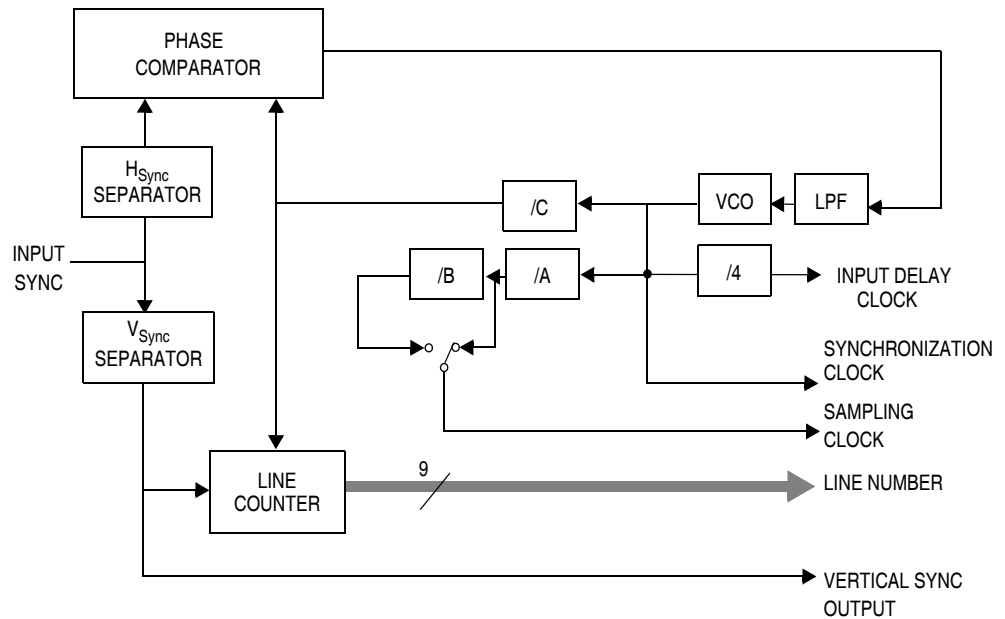 PHASE
COMPARATOR
HSync
SEPARATOR
/C
VCO
LPF
INPUT
SYNC
/B
/A
/4
INPUT DELAY
CLOCK
VSync
SEPARATOR
SYNCHRONIZATION
CLOCK
SAMPLING
CLOCK
LINE
COUNTER
9
LINE NUMBER
VERTICAL SYNC
OUTPUT